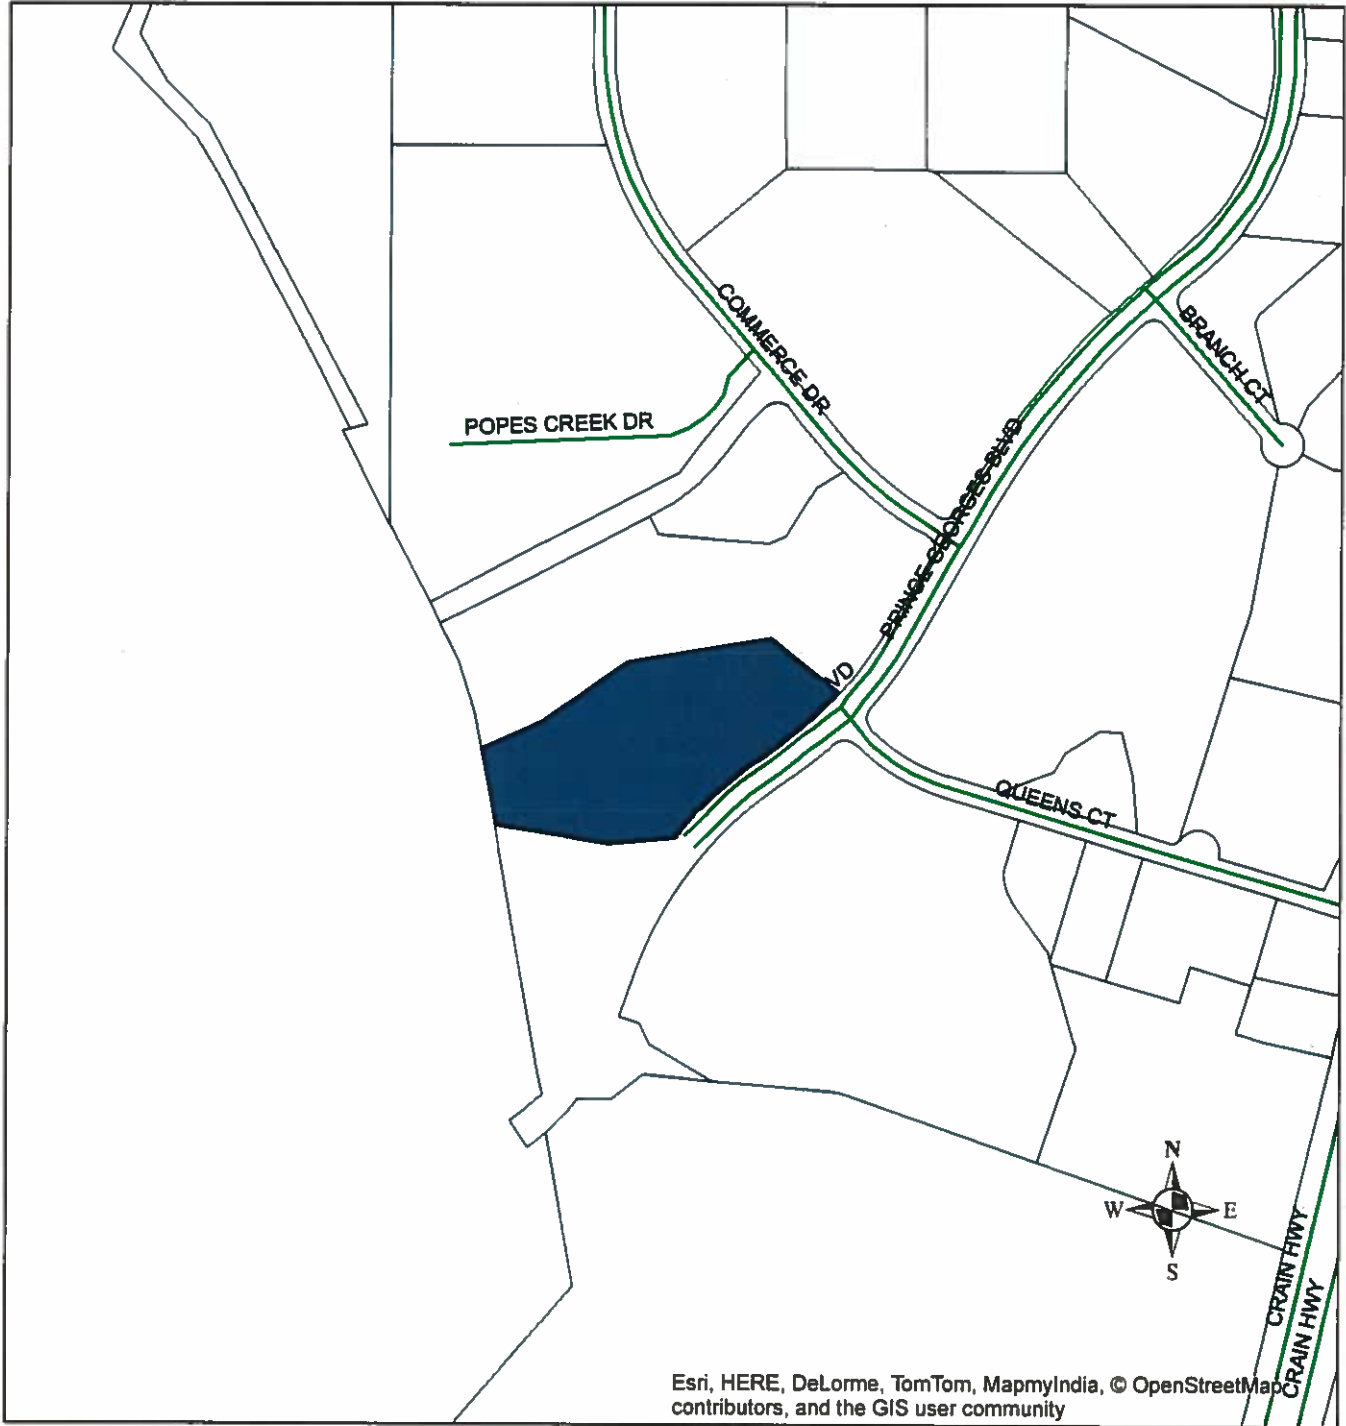 COMMERCE DR
BRANCH CT
POPES CREEK DR
PRINCE GEORGES BLVD
VD
QUEENS CT
N
W E
S
CRAIN HWY
CRAIN HWY
Esri, HERE, DeLorme, TomTom, MapmyIndia, © OpenStreetMap
contributors, and the GIS user community